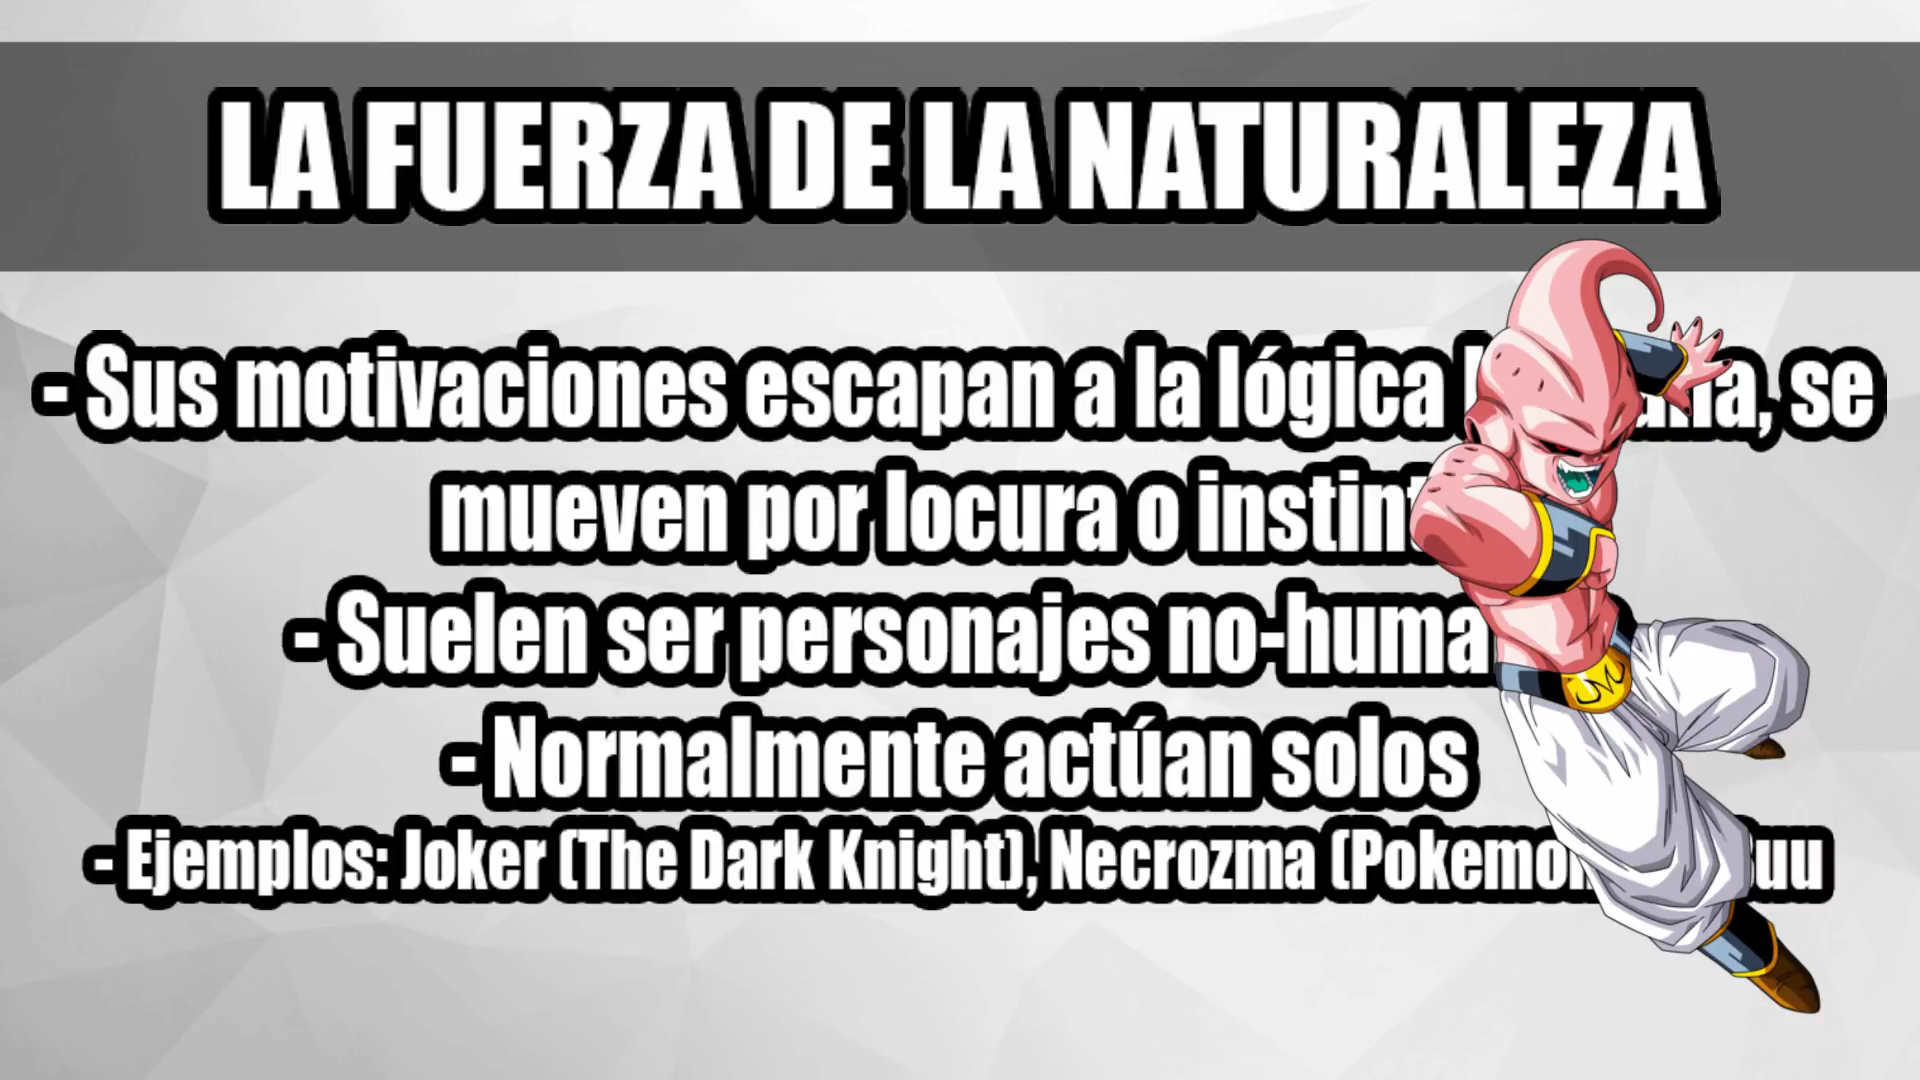 LA FUERZA DE LA NATURALEZA
- Sus motivaciones escapan a la lógica se
mueven por locura o
- Suelen ser personajes
- Normalmente actúan solos
- Ejemplos: Joker (The Dark Knight), Necrozma